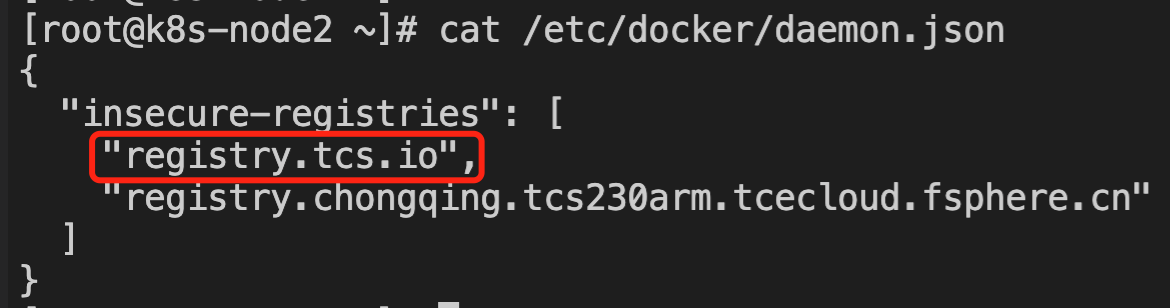 [root@k8s-node2 ~]# cat /etc/docker/daemon.json
{
  "insecure-registries": [
    "registry.tcs.io",
    "registry.chongqing.tcs230arm.tcecloud.fsphere.cn"
  ]
}